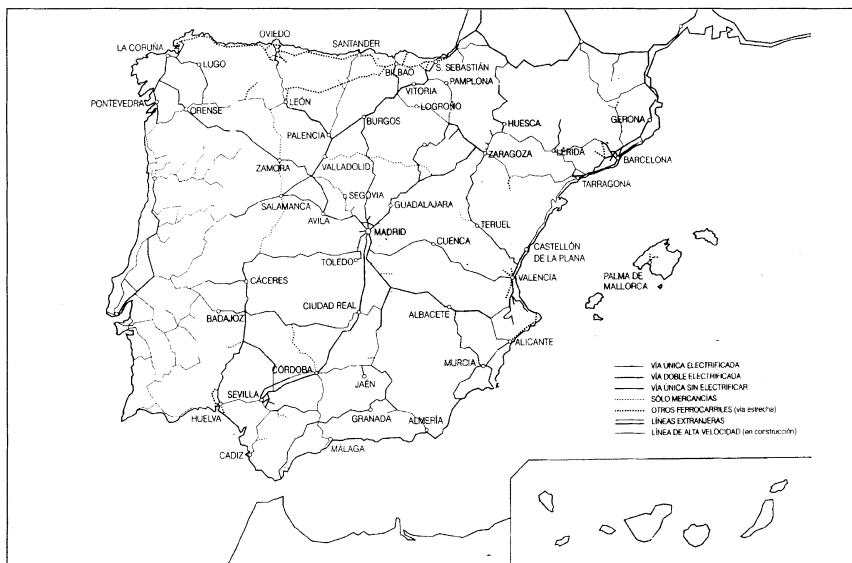 OVIEDO
LA CORUÑA
SANTANDER
LUGO
BILBAO
S. SEBASTIÁN
PAMPLONA
VITORIA
PONTEVEDRA
ORENSE
LEÓN
LOGROÑO
BURGOS
HUESCA
GERONA
PALENCIA
ZARAGOZA
LÉRIDA
BARCELONA
ZAMORA
VALLADOLID
TARRAGONA
SEGOVIA
SALAMANCA
GUADALAJARA
AVILA
TERUEL
MADRID
CUENCA
CASTELLÓN
DE LA PLANA
TOLEDO
VALENCIA
PALMA DE
MALLORCA
CÁCERES
CIUDAD REAL
BADAJOZ
ALBACETE
ALICANTE
MURCIA
CÓRDOBA
JAÉN
SEVILLA
HUELVA
GRANADA
ALMERÍA
CÁDIZ
MÁLAGA
VÍA ÚNICA ELECTRIFICADA
VÍA DOBLE ELECTRIFICADA
VÍA ÚNICA SIN ELECTRIFICAR
SÓLO MERCANCÍAS
OTROS FERROCARRILES (vía estrecha)
LÍNEAS EXTRANJERAS
LÍNEA DE ALTA VELOCIDAD (en construcción)